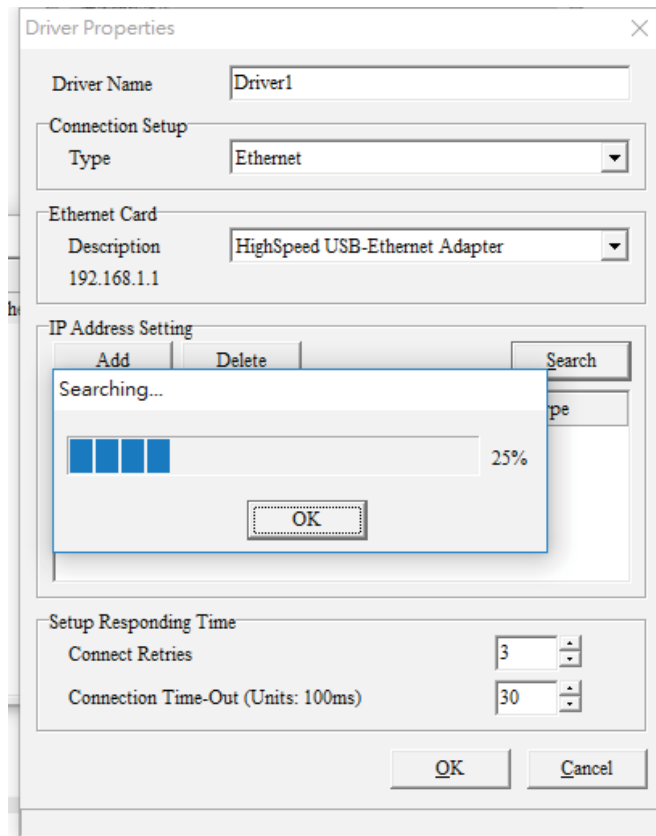 Driver Properties
Driver Name Driver1
Connection Setup
Type Ethernet
Ethernet Card
Description HighSpeed USB-Ethernet Adapter
192.168.1.1
IP Address Setting
Add Delete Search
Searching...
25%
OK
Setup Responding Time
Connect Retries 3
Connection Time-Out (Units: 100ms) 30
OK Cancel